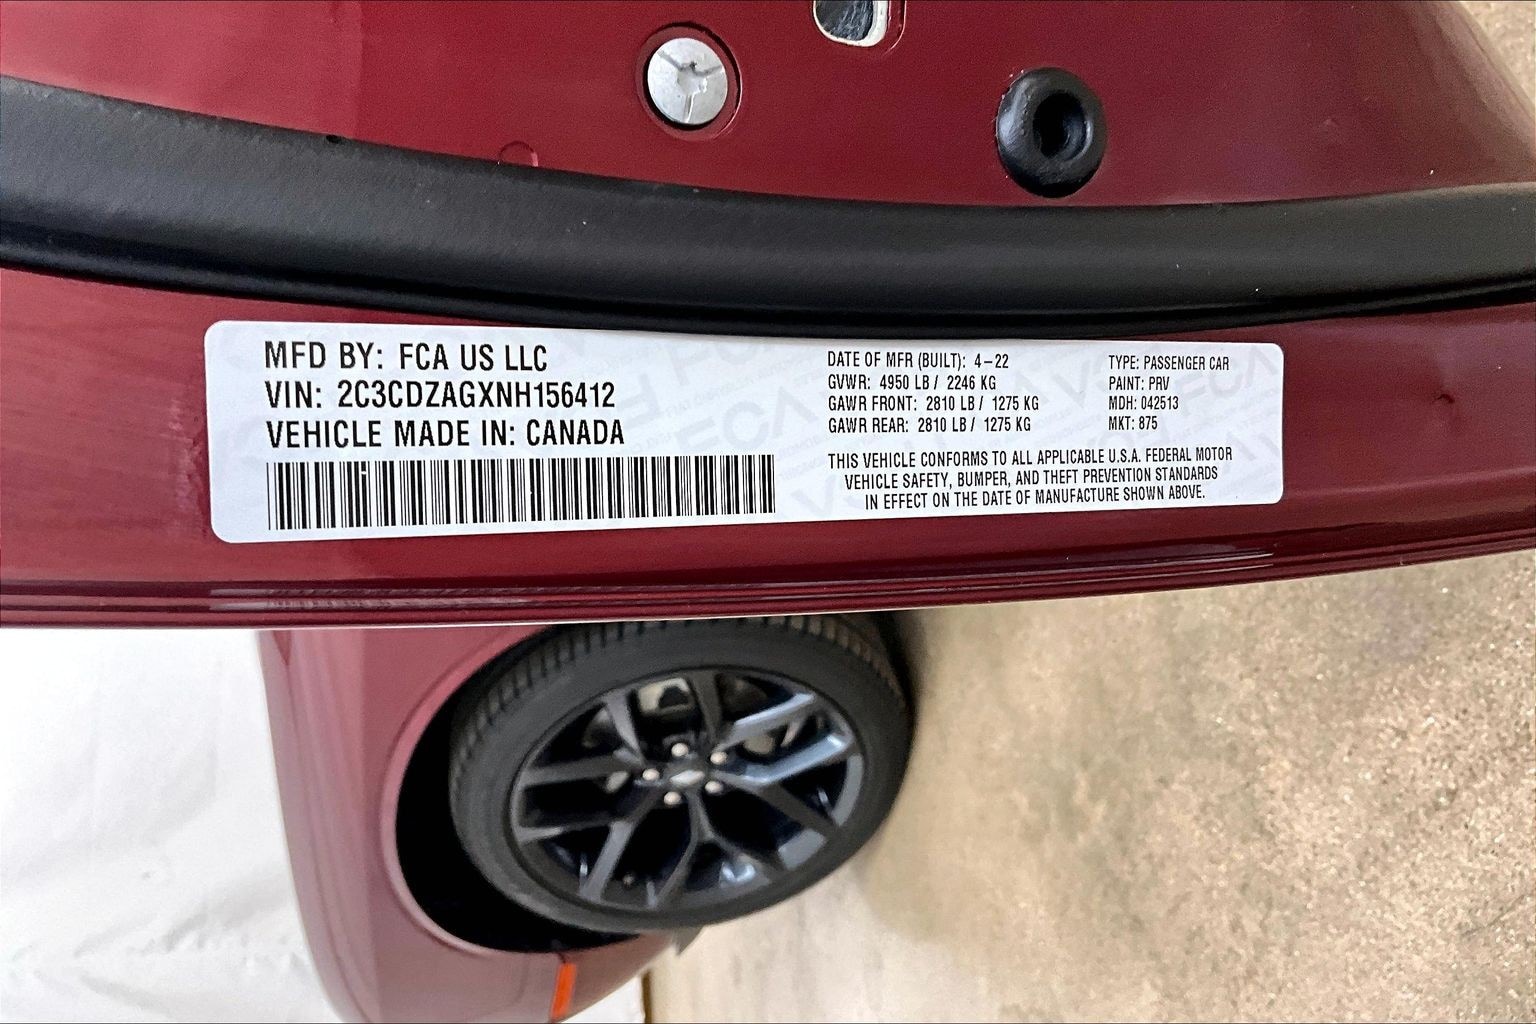 MFD BY: FCA US LLC
VIN: 2C3CDZAGXNH156412
VEHICLE MADE IN: CANADA
DATE OF MFR (BUILT): 4-22
GVWR: 4950 LB / 2246 KG
GAWR FRONT: 2810 LB / 1275 KG
GAWR REAR: 2810 LB / 1275 KG
TYPE: PASSENGER CAR
PAINT: PRV
MDH: 042513
MKT: 875
THIS VEHICLE CONFORMS TO ALL APPLICABLE U.S.A. FEDERAL MOTOR
VEHICLE SAFETY, BUMPER, AND THEFT PREVENTION STANDARDS
IN EFFECT ON THE DATE OF MANUFACTURE SHOWN ABOVE.